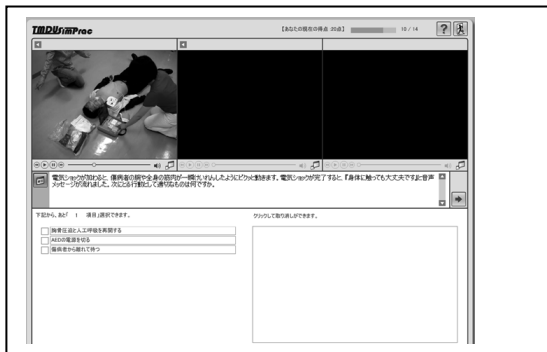 TMDUsimPrac
【あなたの現在の得点 20点】 10 / 14
電気ショックが加わると、傷病者の腕や全身の筋肉が一瞬けいれんしたようにビクッと動きます。電気ショックが完了すると、『身体に触っても大丈夫です』と音声
メッセージが流れました。次にとる行動として適切なものは何ですか。
下記から、あと「 1 項目」選択できます。
クリックして取り消しができます。
胸骨圧迫と人工呼吸を再開する
AEDの電源を切る
傷病者から離れて待つ